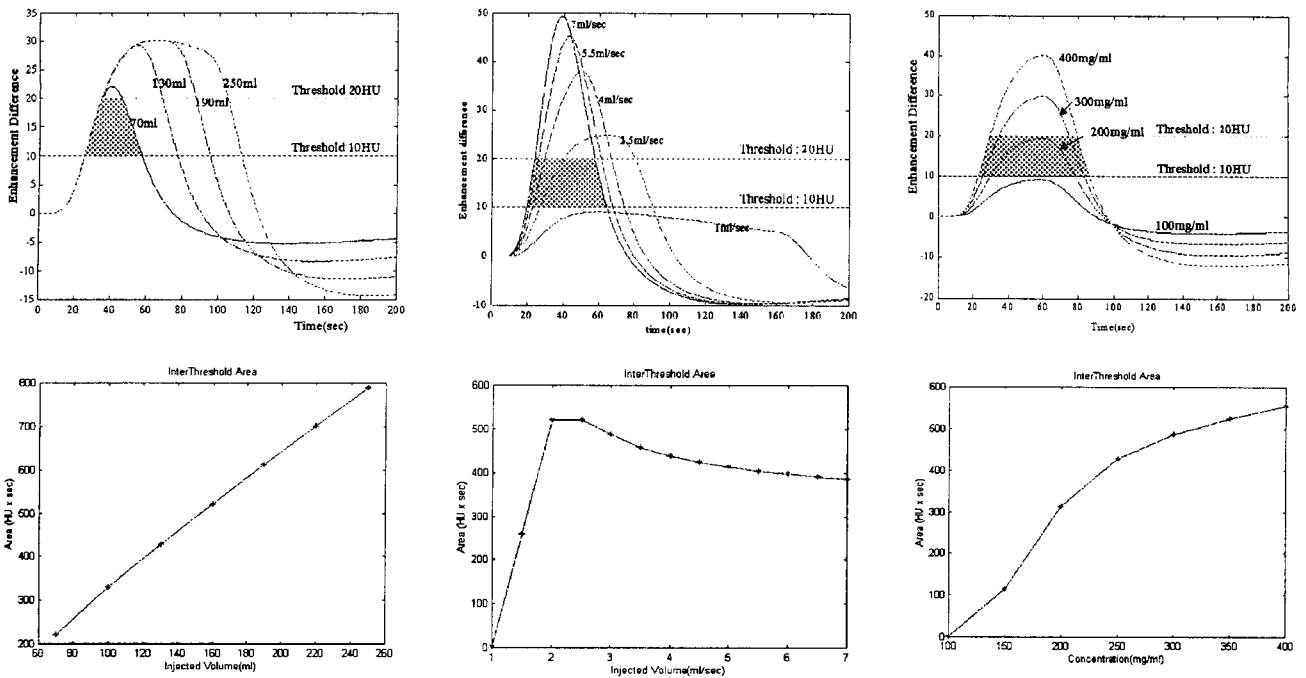 35
30
25
20
15
10
5
0
-5
-10
15
Enhancement Difference
130ml
250ml
190ml
70ml
Threshold 20HU
Threshold 10HU
0 20 40 60 80 100 120 140 160 180 200
Time(sec)
50
40
30
20
10
0
-10
Enhancement difference
7ml/sec
5.5ml/sec
4ml/sec
Threshold : 20HU
Threshold : 10HU
1ml/sec
0 20 40 60 80 100 120 140 160 180 200
time(sec)
50
40
30
20
10
0
-10
-20
Enhancement Difference
400mg/ml
300mg/ml
200mg/ml
Threshold : 20HU
Threshold : 10HU
100mg/ml
0 20 40 60 80 100 120 140 160 180 200
Time(sec)
InterThreshold Area
800
700
600
500
400
300
200
Area (HU x sec)
60 80 100 120 140 160 180 200 220 240 260
Injected Volume(ml)
InterThreshold Area
600
500
400
300
200
100
0
Area (HU x sec)
1 2 3 4 5 6 7
Injected Volume(ml/sec)
InterThreshold Area
600
500
400
300
200
100
0
Area (HU x sec)
100 150 200 250 300 350 400
Concentration(mg/ml)